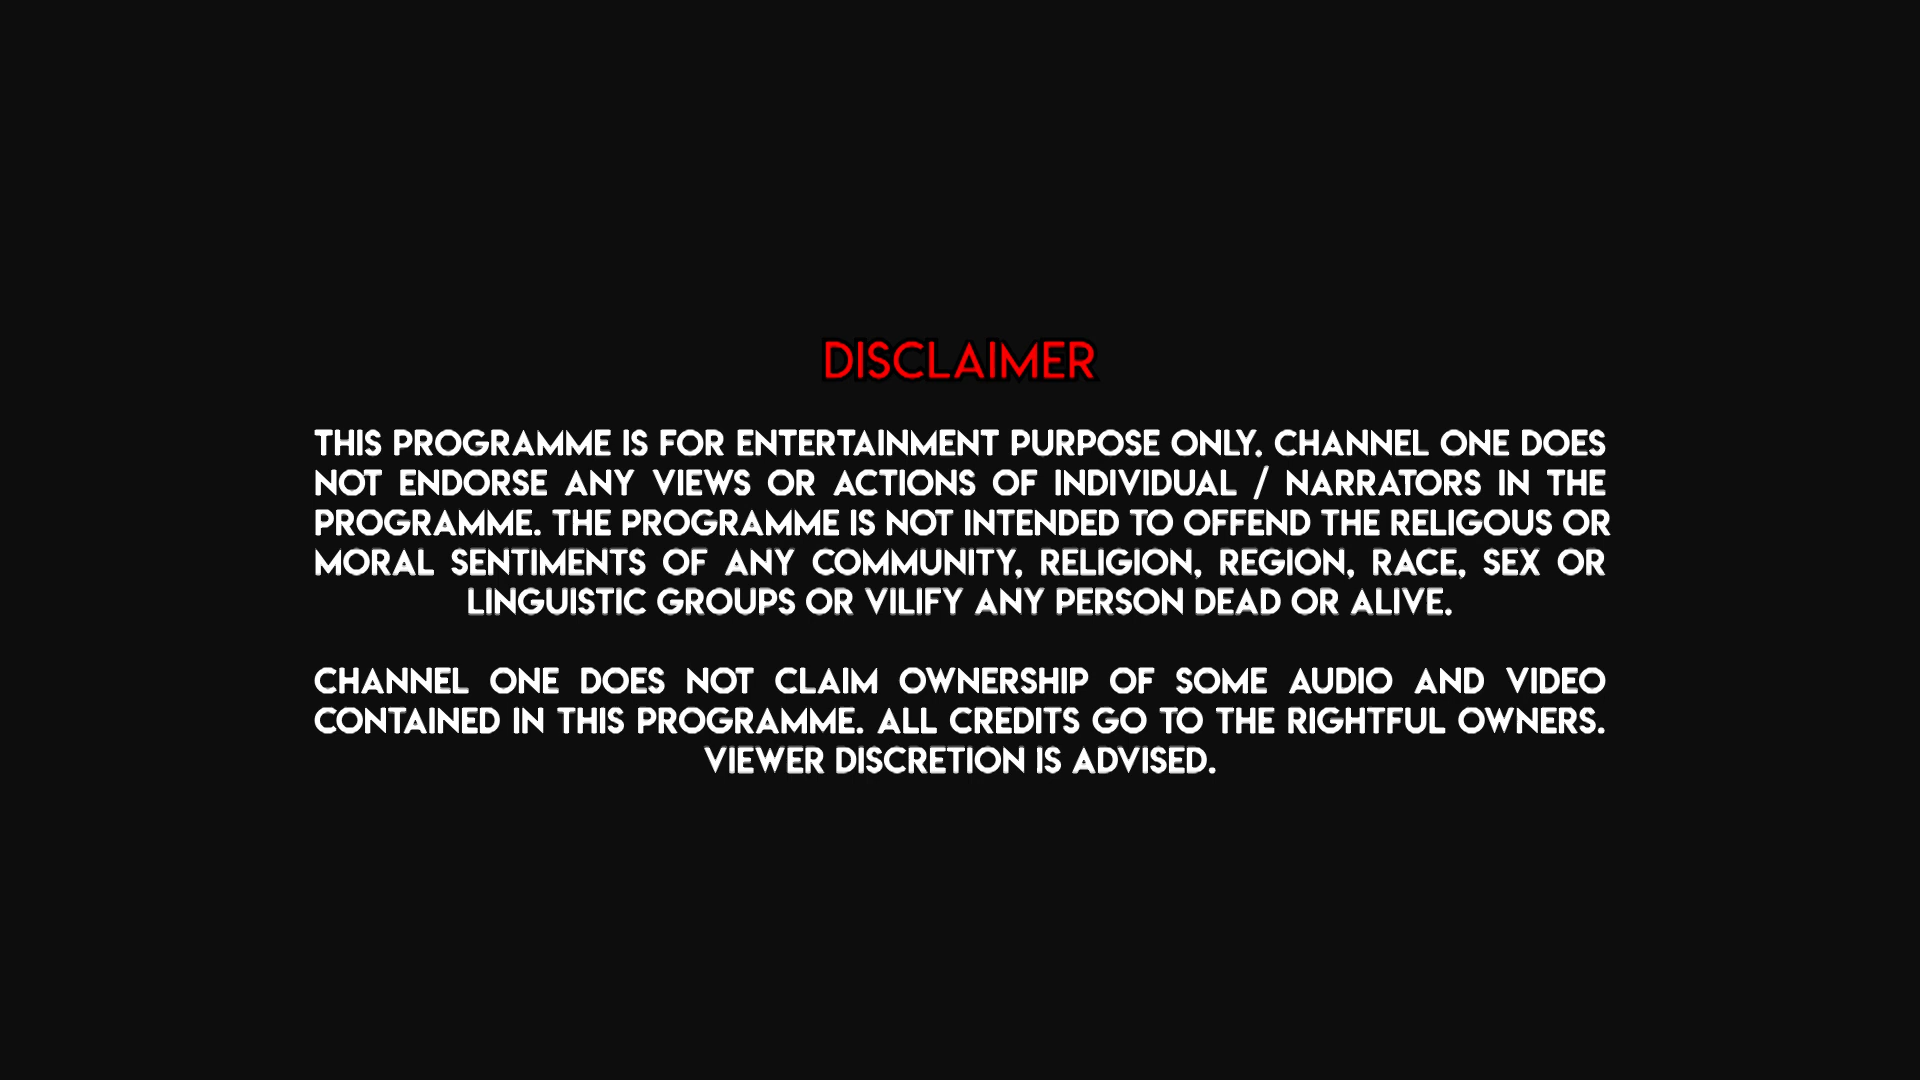 DISCLAIMER
THIS PROGRAMME IS FOR ENTERTAINMENT PURPOSE ONLY. CHANNEL ONE DOES
NOT ENDORSE ANY VIEWS OR ACTIONS OF INDIVIDUAL / NARRATORS IN THE
PROGRAMME. THE PROGRAMME IS NOT INTENDED TO OFFEND THE RELIGOUS OR
MORAL SENTIMENTS OF ANY COMMUNITY, RELIGION, REGION, RACE, SEX OR
LINGUISTIC GROUPS OR VILIFY ANY PERSON DEAD OR ALIVE.
CHANNEL ONE DOES NOT CLAIM OWNERSHIP OF SOME AUDIO AND VIDEO
CONTAINED IN THIS PROGRAMME. ALL CREDITS GO TO THE RIGHTFUL OWNERS.
VIEWER DISCRETION IS ADVISED.